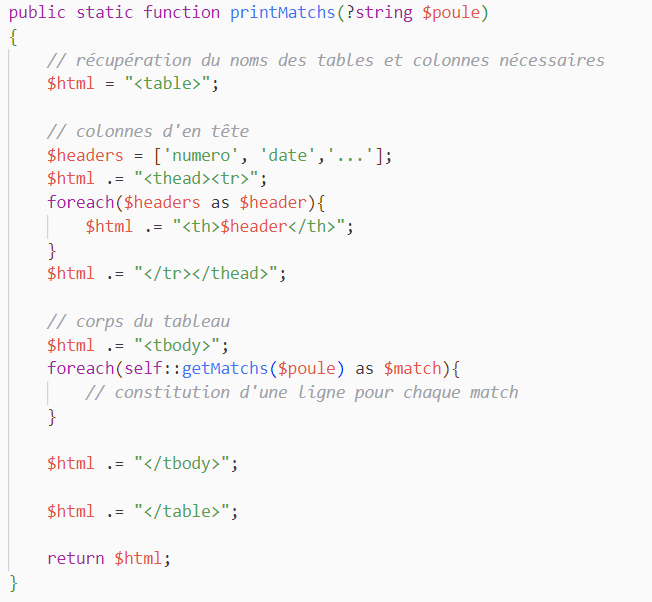 public static function printMatchs(?string $poule)
{
// récupération du noms des tables et colonnes nécessaires
$html = "<table>";
// colonnes d'en tête
$headers = ['numero', 'date','...'];
$html .= "<thead><tr>";
foreach($headers as $header){
$html .= "<th>$header</th>";
}
$html .= "</tr></thead>";
// corps du tableau
$html .= "<tbody>";
foreach(self::getMatchs($poule) as $match){
// constitution d'une ligne pour chaque match
}
$html .= "</tbody>";
$html .= "</table>";
return $html;
}